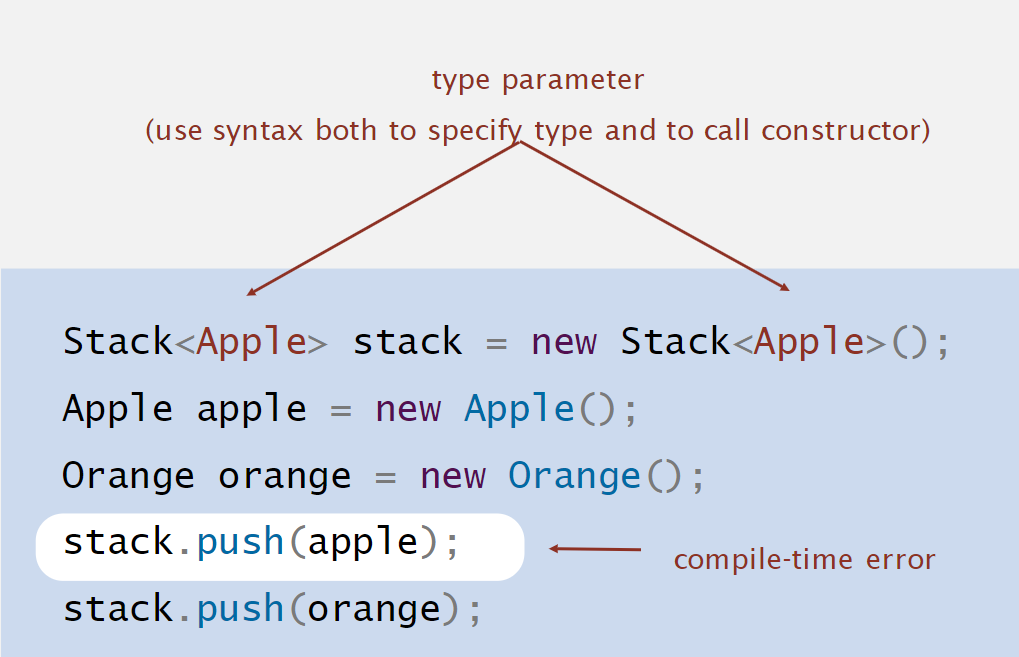 type parameter
(use syntax both to specify type and to call constructor)
Stack<Apple> stack = new Stack<Apple>();
Apple apple = new Apple();
Orange orange = new Orange();
stack.push(apple);
compile-time error
stack.push(orange);